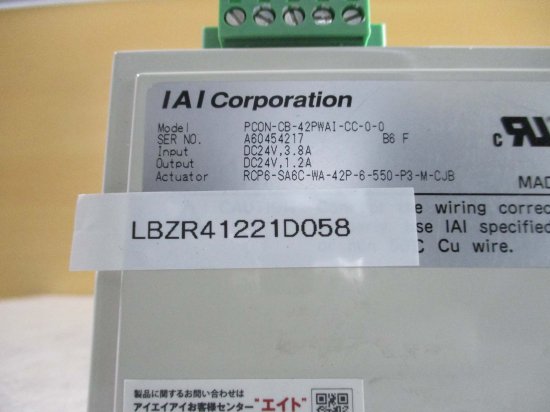 IAI Corporation
Model PCON-CB-42PWAI-CC-0-0
SER NO. A60454217 B6 F
Input DC24V, 3.8A
Output DC24V, 1.2A
Actuator RCP6-SA6C-WA-42P-6-550-P3-M-CJB
MAD
e wiring correc
LBZR41221D058
se IAI specified
C Cu wire.
製品に関するお問い合わせは
アイエイアイお客様センター"エイト"